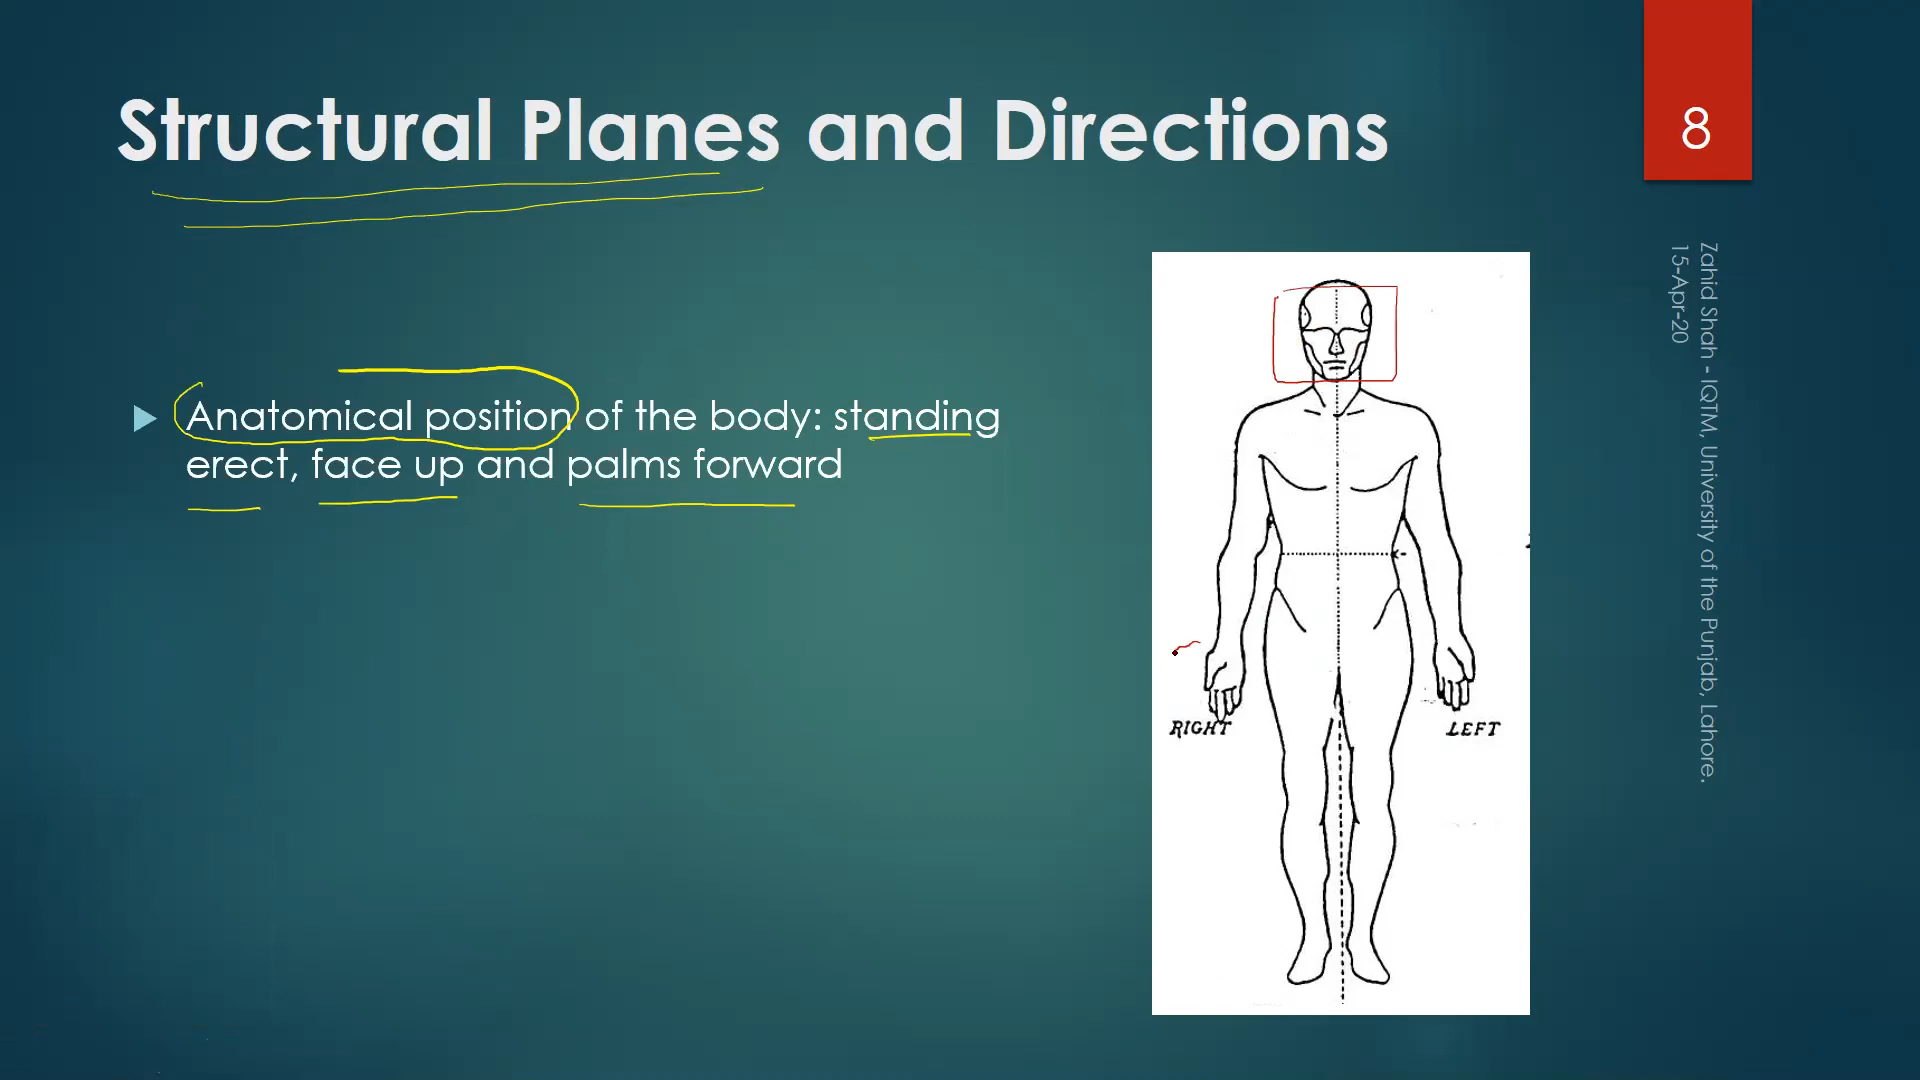 Structural Planes and Directions
8
Anatomical position of the body: standing
erect, face up and palms forward
RIGHT
LEFT
Zahid Shah - IQTM, University of the Punjab, Lahore.
15-Apr-20